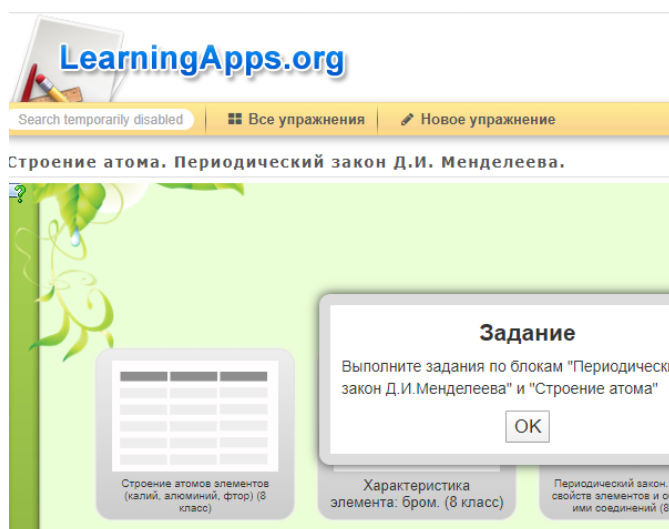 LearningApps.org
Search temporarily disabled
Все упражнения
Новое упражнение
Строение атома. Периодический закон Д.И. Менделеева.
Задание
Выполните задания по блокам "Периодически
закон Д.И.Менделеева" и "Строение атома"
OK
Строение атомов элементов
(калий, алюминий, фтор) (8
класс)
Характеристика
элемента: бром. (8 класс)
Периодический закон.
свойств элементов и о
ими соединений (8